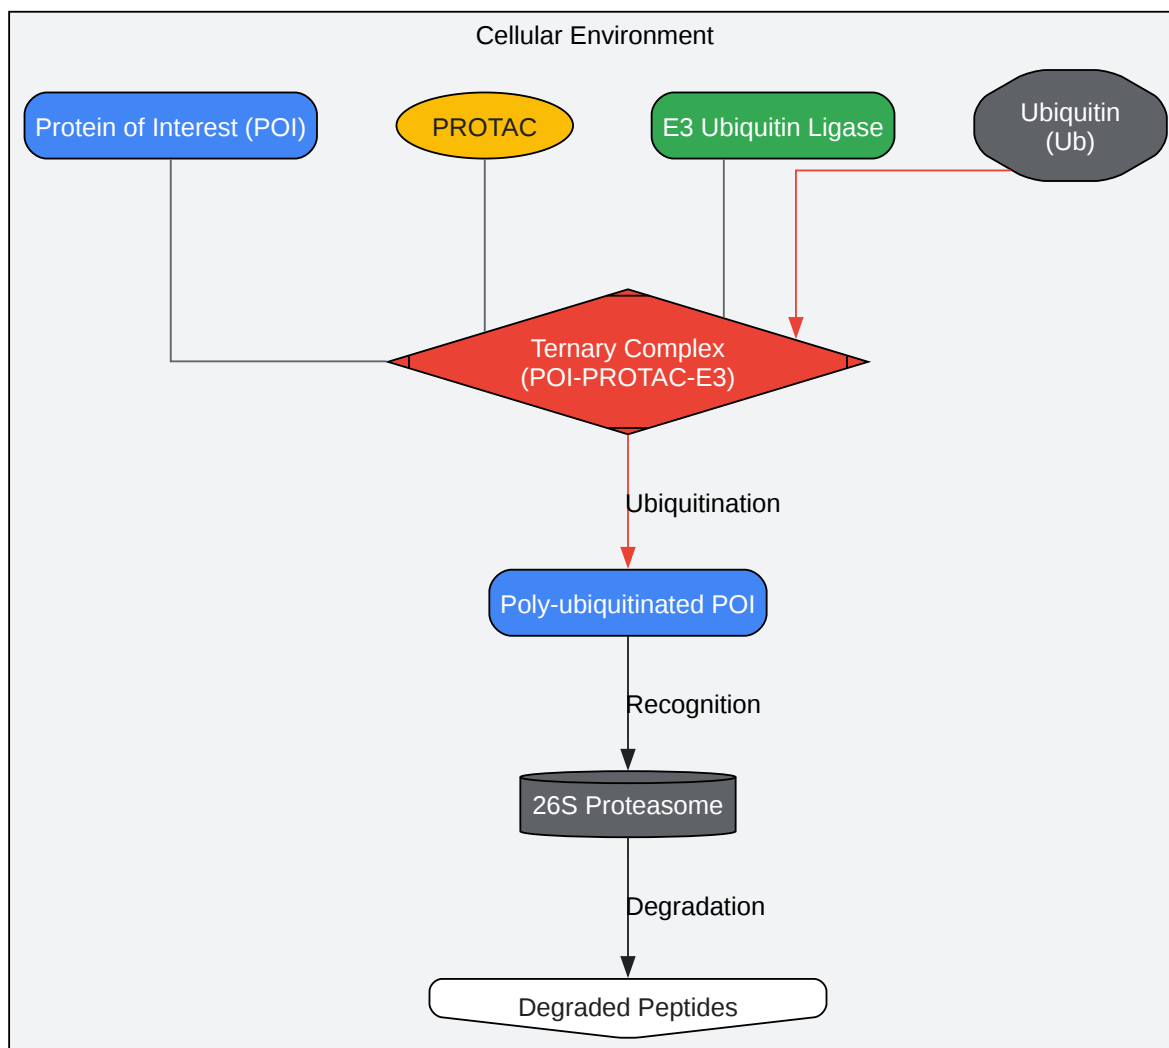 Cellular Environment
Protein of Interest (POI)
PROTAC
E3 Ubiquitin Ligase
Ubiquitin
(Ub)
Ternary Complex
(POI-PROTAC-E3)
Ubiquitination
Poly-ubiquitinated POI
Recognition
26S Proteasome
Degradation
Degraded Peptides